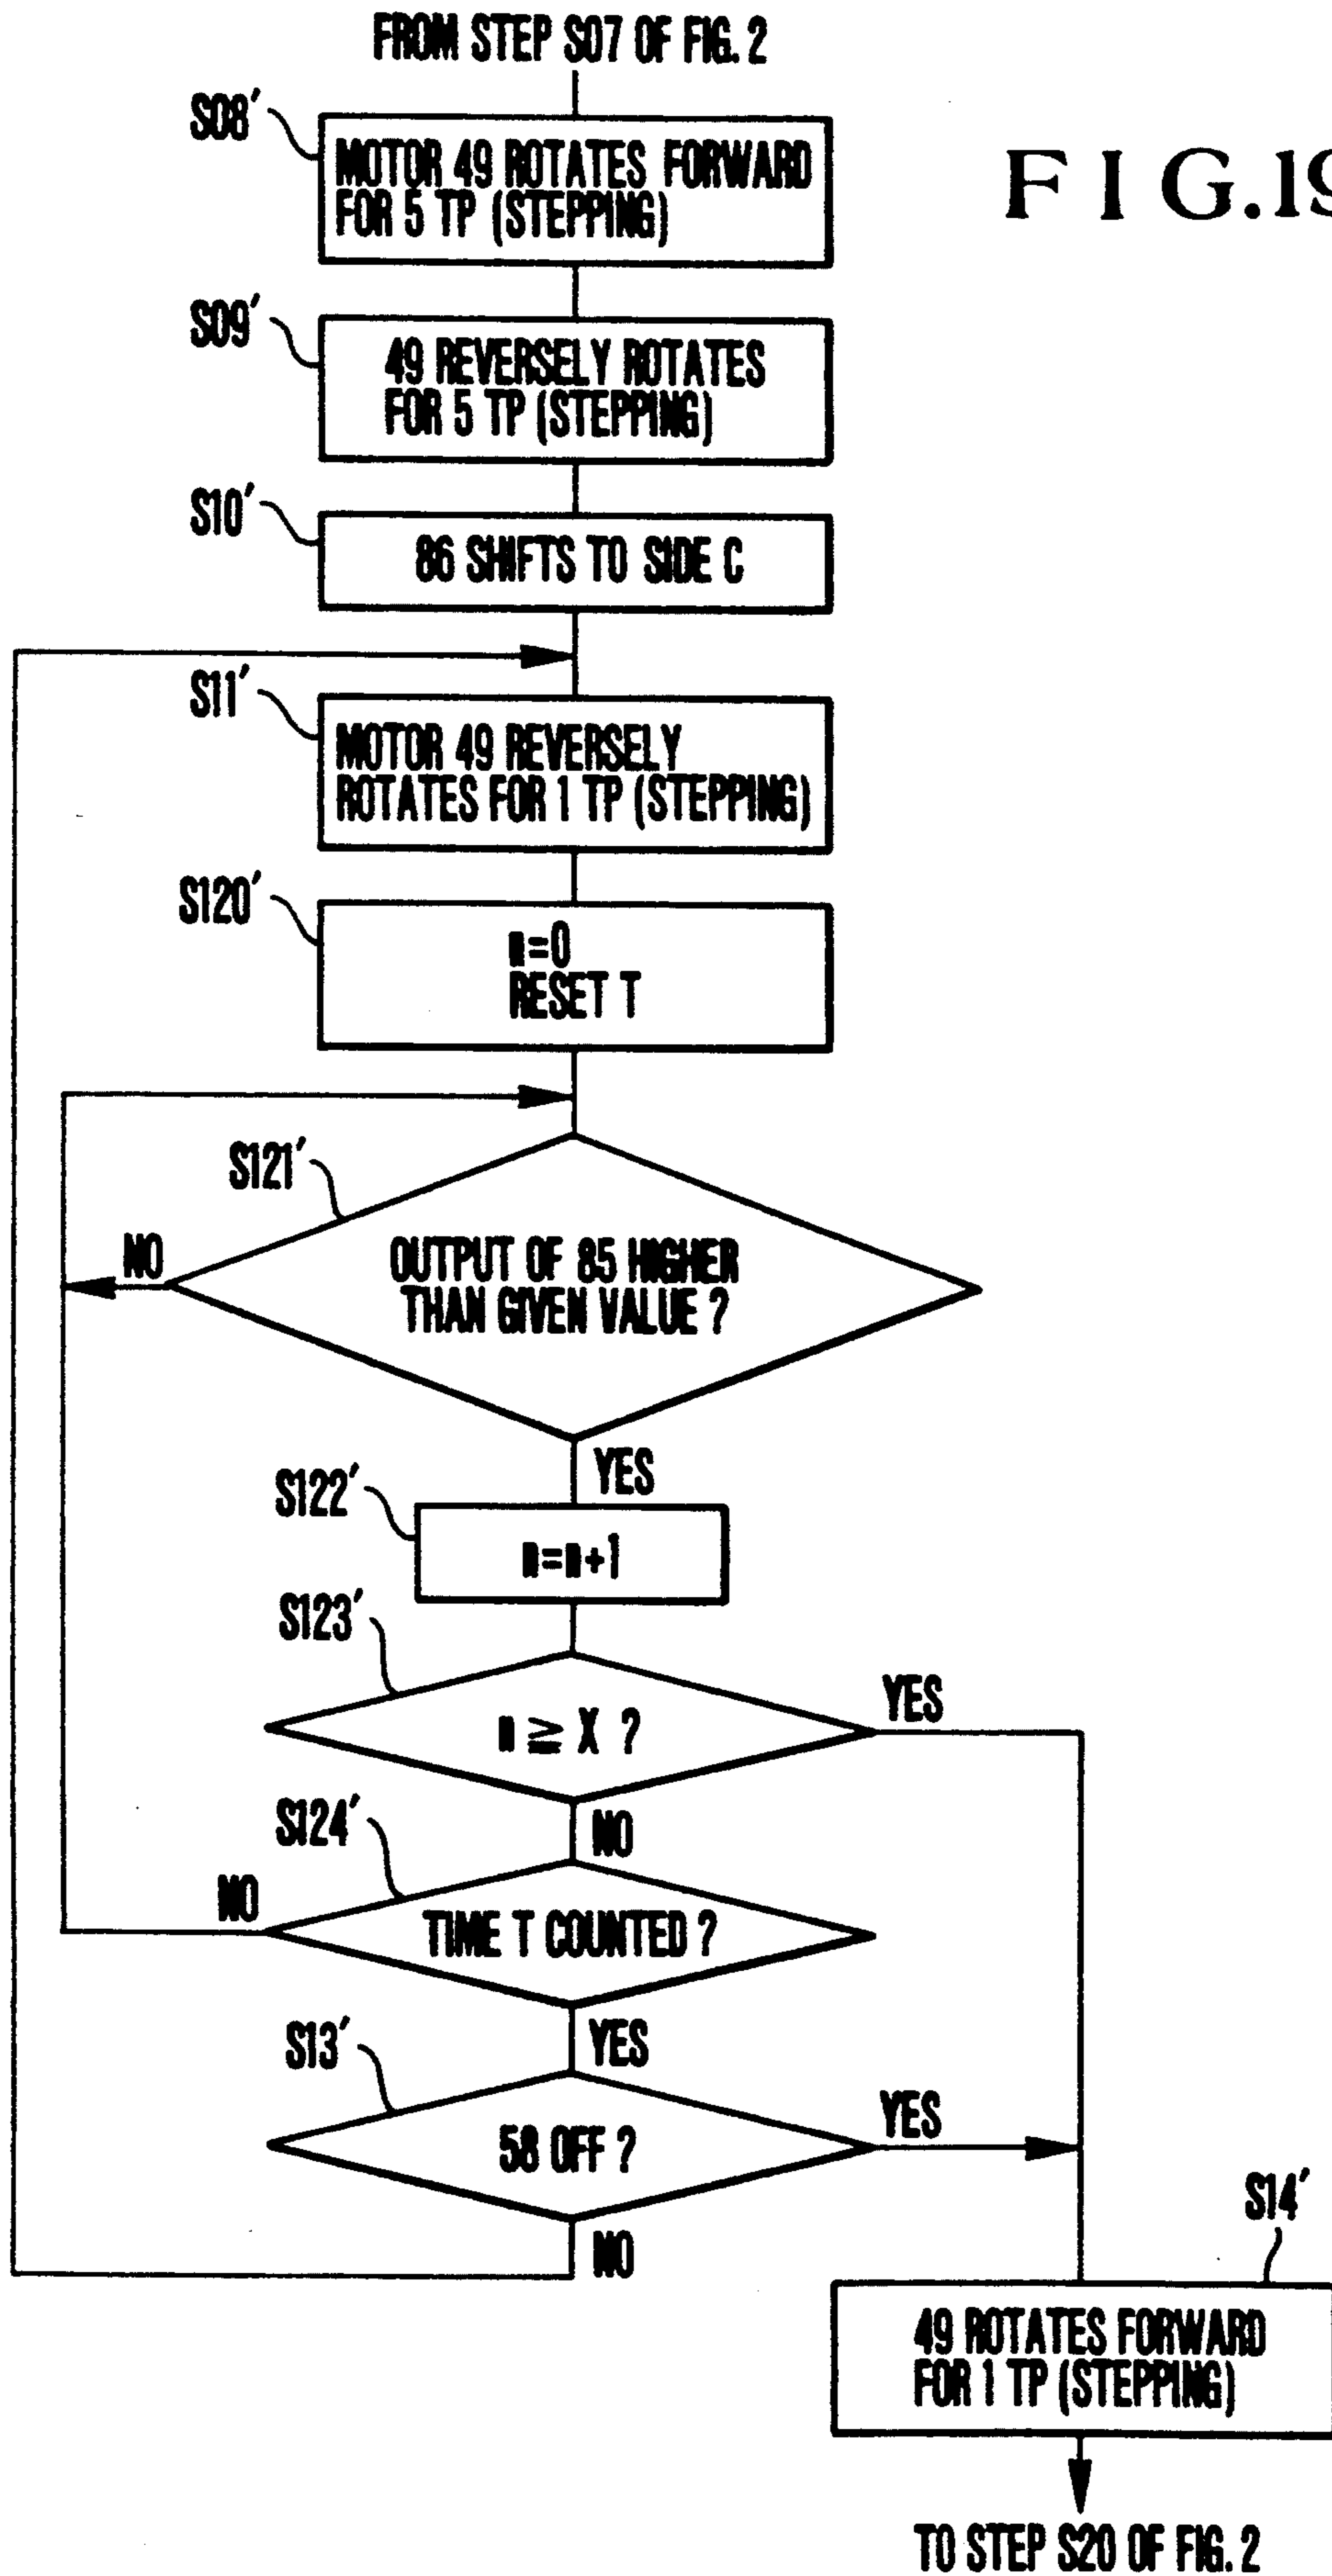 FROM STEP S07 OF FIG. 2
S08'
MOTOR 49 ROTATES FORWARD
FOR 5 TP (STEPPING)
FIG.19
S09'
49 REVERSELY ROTATES
FOR 5 TP (STEPPING)
S10'
86 SHIFTS TO SIDE C
S11'
MOTOR 49 REVERSELY
ROTATES FOR 1 TP (STEPPING)
S120'
n=0
RESET T
S121'
NO
OUTPUT OF 85 HIGHER
THAN GIVEN VALUE ?
YES
S122'
n=n+1
S123'
n ≧ X ?
YES
S124'
NO
NO
TIME T COUNTED ?
S13'
YES
58 OFF ?
YES
NO
S14'
49 ROTATES FORWARD
FOR 1 TP (STEPPING)
TO STEP S20 OF FIG. 2